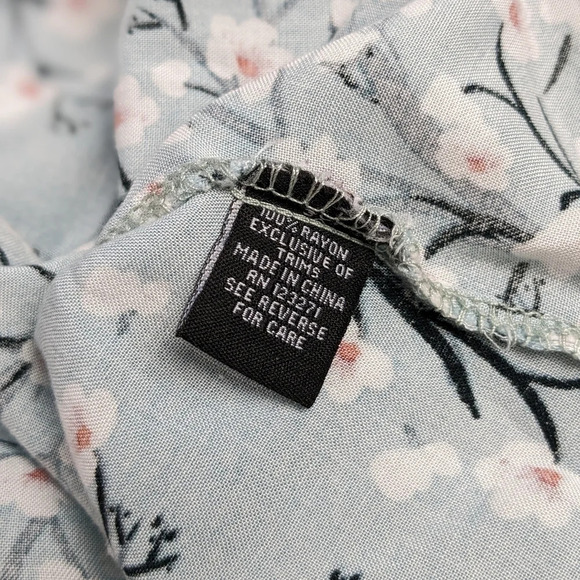 100% RAYON
EXCLUSIVE OF
TRIMS
MADE IN CHINA
RN 123271
SEE REVERSE
FOR CARE